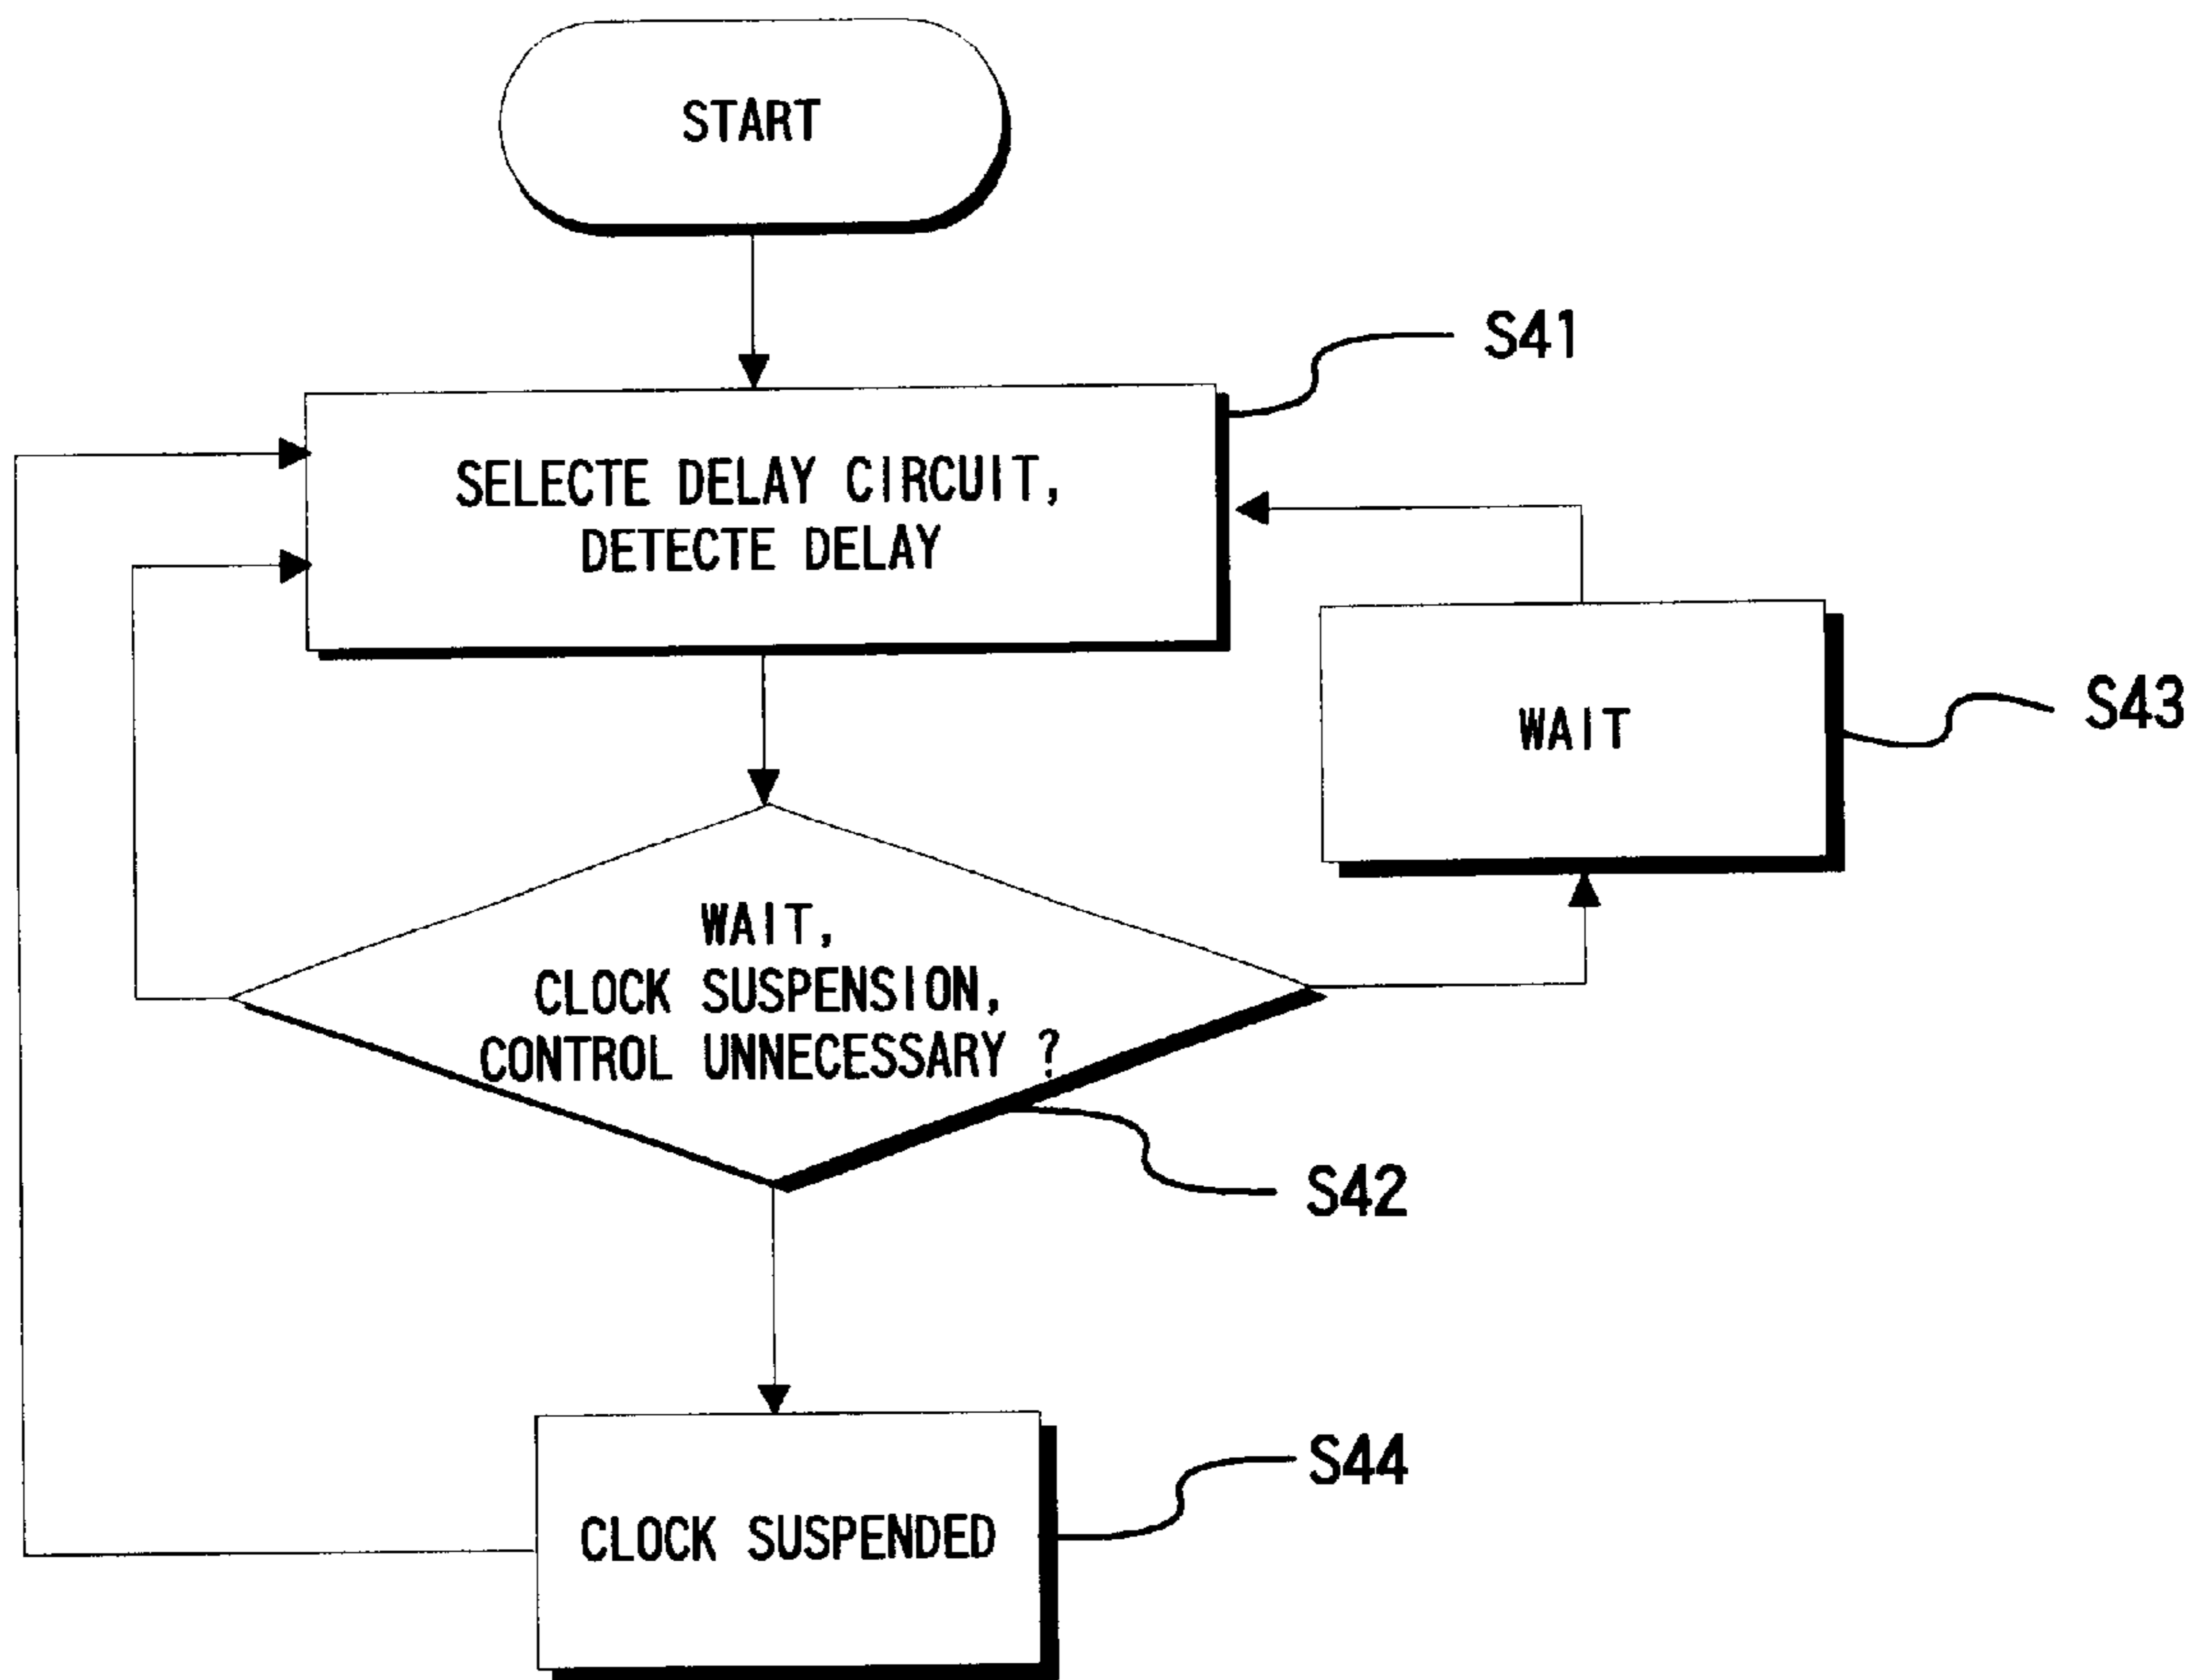 START
S41
SELECTE DELAY CIRCUIT,
DETECTE DELAY
WAIT
S43
WAIT,
CLOCK SUSPENSION,
CONTROL UNNECESSARY ?
S42
S44
CLOCK SUSPENDED